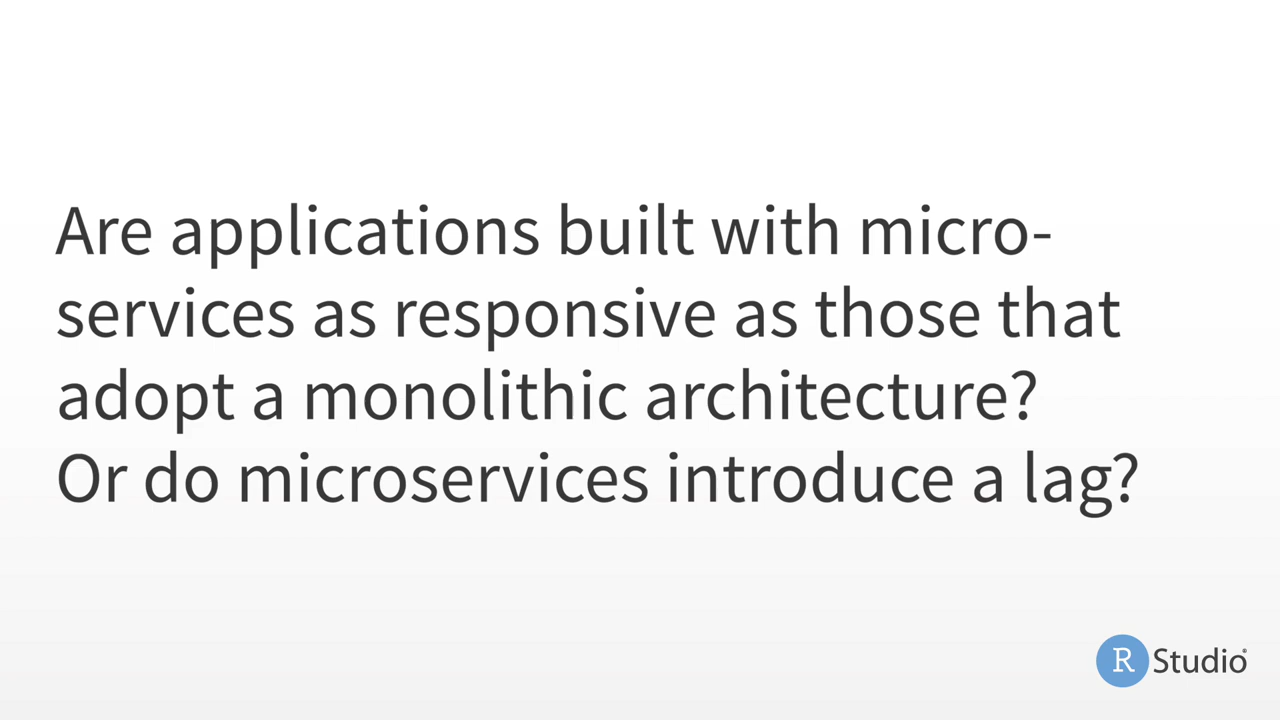 Are applications built with micro-
services as responsive as those that
adopt a monolithic architecture?
Or do microservices introduce a lag?
R Studio®